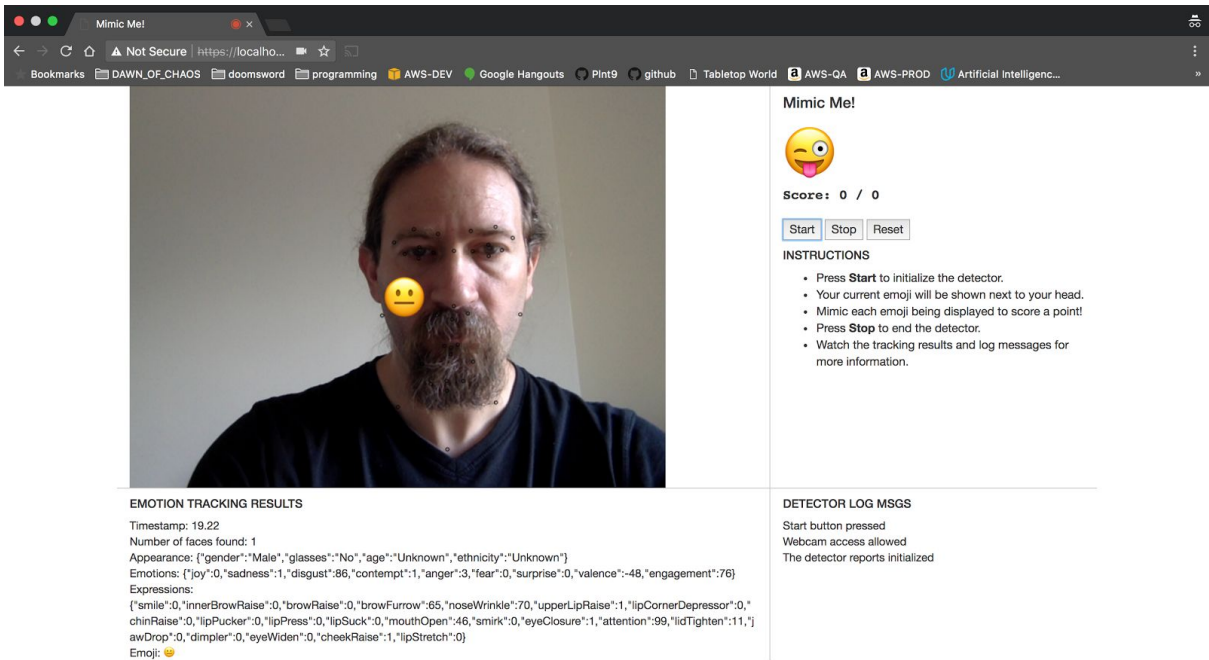 Mimic Me!
Not Secure https://localho...
Bookmarks DAWN_OF_CHAOS doomsword programming AWS-DEV Google Hangouts PInt9 github Tabletop World AWS-QA AWS-PROD Artificial Intelligenc... »
Mimic Me!
Score: 0 / 0
Start Stop Reset
INSTRUCTIONS
• Press Start to initialize the detector.
• Your current emoji will be shown next to your head.
• Mimic each emoji being displayed to score a point!
• Press Stop to end the detector.
• Watch the tracking results and log messages for
more information.
EMOTION TRACKING RESULTS
Timestamp: 19.22
Number of faces found: 1
Appearance: {"gender":"Male","glasses":"No","age":"Unknown","ethnicity":"Unknown"}
Emotions: {"joy":0,"sadness":1,"disgust":86,"contempt":1,"anger":3,"fear":0,"surprise":0,"valence":-48,"engagement":76}
Expressions:
{"smile":0,"innerBrowRaise":0,"browRaise":0,"browFurrow":65,"noseWrinkle":70,"upperLipRaise":1,"lipCornerDepressor":0,"
chinRaise":0,"lipPucker":0,"lipPress":0,"lipSuck":0,"mouthOpen":46,"smirk":0,"eyeClosure":1,"attention":99,"lidTighten":11,"j
awDrop":0,"dimpler":0,"eyeWiden":0,"cheekRaise":1,"lipStretch":0}
Emoji: 😐
DETECTOR LOG MSGS
Start button pressed
Webcam access allowed
The detector reports initialized